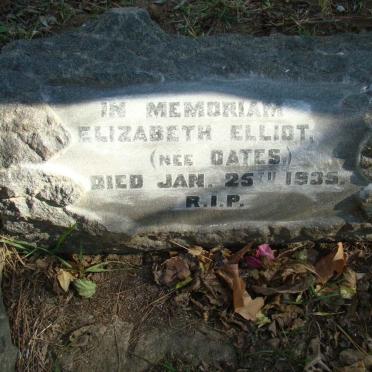 IN MEMORIAM
ELIZABETH ELLIOT,
(NEE OATES.)
DIED JAN. 25TH 1935.
R.I.P.